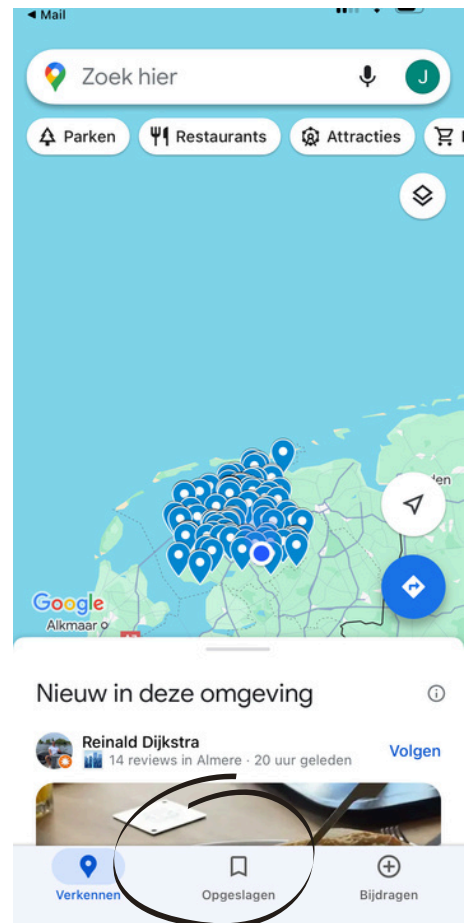 Mail
Zoek hier
J
Parken
Restaurants
Attracties
en
Google
Alkmaar
Nieuw in deze omgeving
Reinald Dijkstra
14 reviews in Almere · 20 uur geleden
Volgen
Verkennen
Opgeslagen
Bijdragen